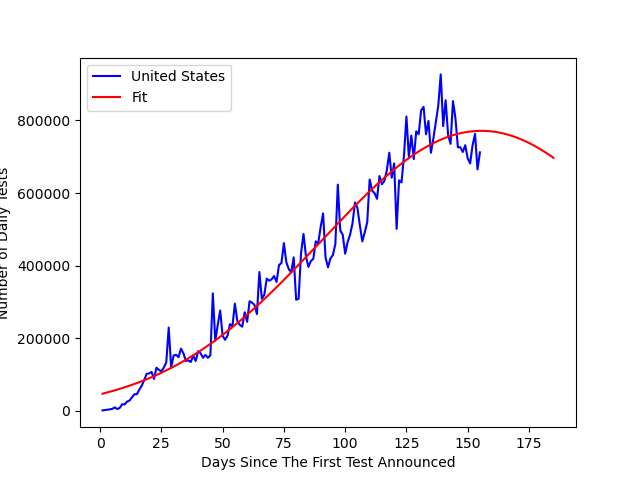 United States
Fit
800000
600000
400000
200000
0
Number of Daily Tests
0 25 50 75 100 125 150 175
Days Since The First Test Announced